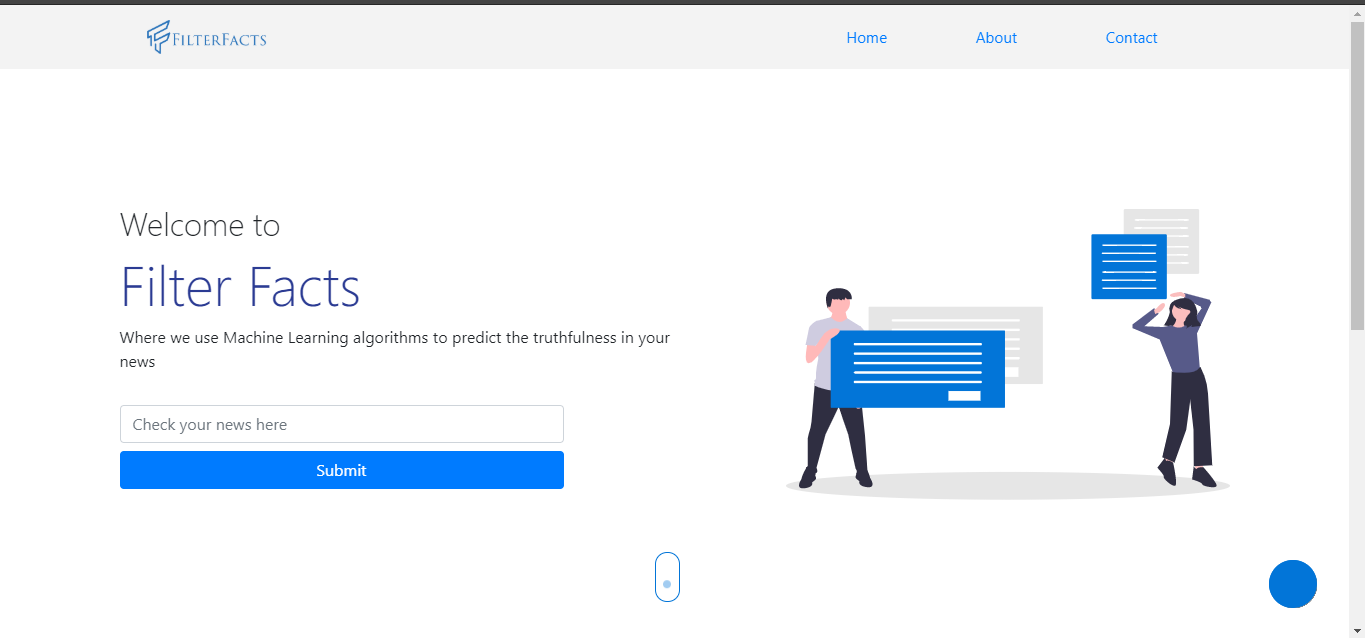 FilterFacts
Home
About
Contact
Welcome to
Filter Facts
Where we use Machine Learning algorithms to predict the truthfulness in your
news
Check your news here
Submit